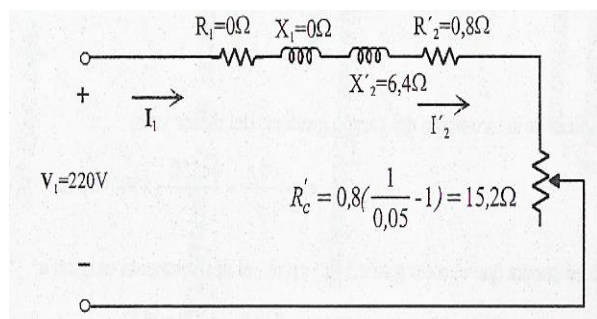 R₁=0Ω X₁=0Ω R´₂=0,8Ω
X´₂=6,4Ω
+
I₁
I´₂
V₁=220V
R'c = 0,8(1/0,05 -1) = 15,2Ω
−